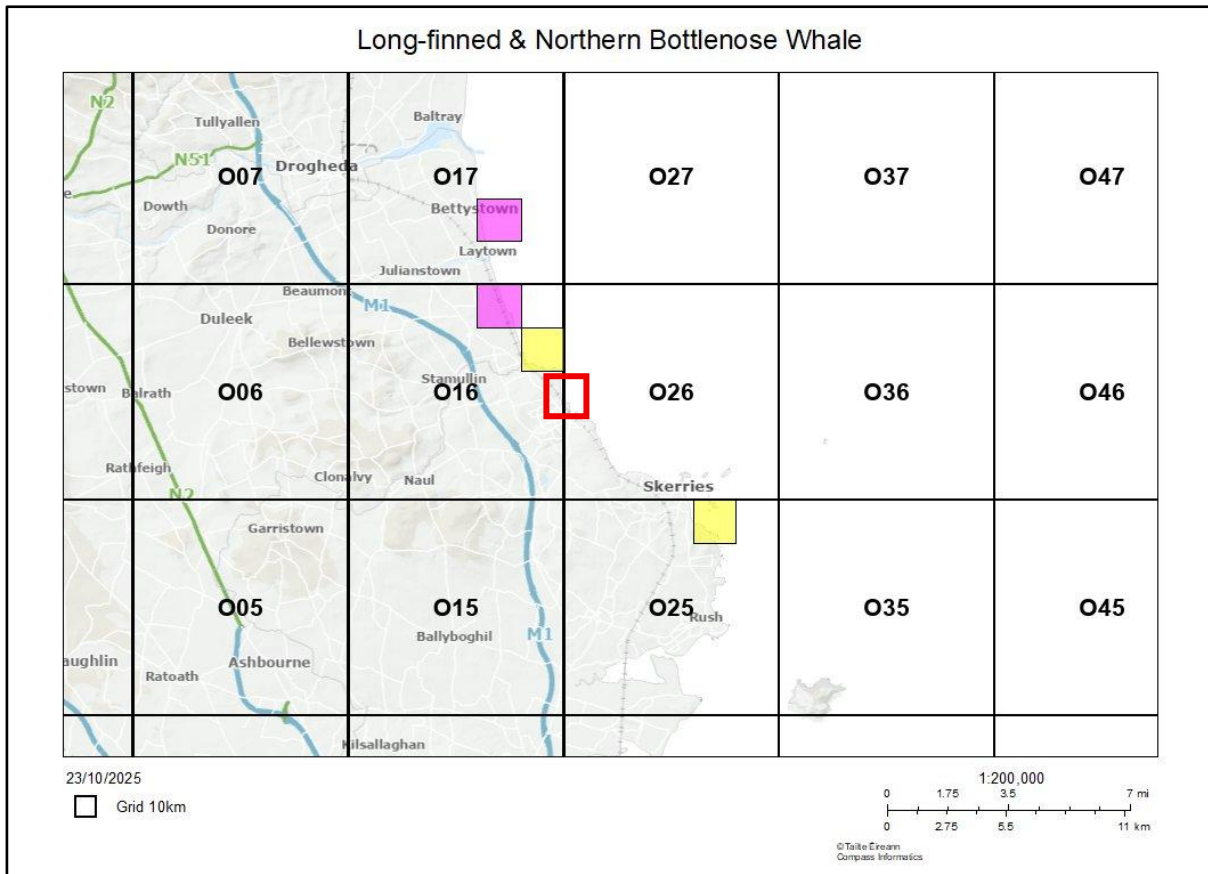 Long-finned & Northern Bottlenose Whale
N2
Tullyallen
Baltray
N51
Drogheda
O07
O17
O27
O37
O47
e
Dowth
Bettystown
Donore
Laytown
Julianstown
Beaumont
M1
Duleek
Bellewstown
Stamullin
stown
Balrath
O06
O16
O26
O36
O46
Rathfeigh
Clonalvy
Naul
Skerries
N2
Garristown
O05
O15
O25
O35
O45
Rush
Ballyboghil
M1
aughlin
Ashbourne
Ratoath
Kilsallaghan
23/10/2025
1:200,000
Grid 10km
0 1.75 3.5 7 mi
0 2.75 5.5 11 km
©Tailte Éireann
Compass Informatics